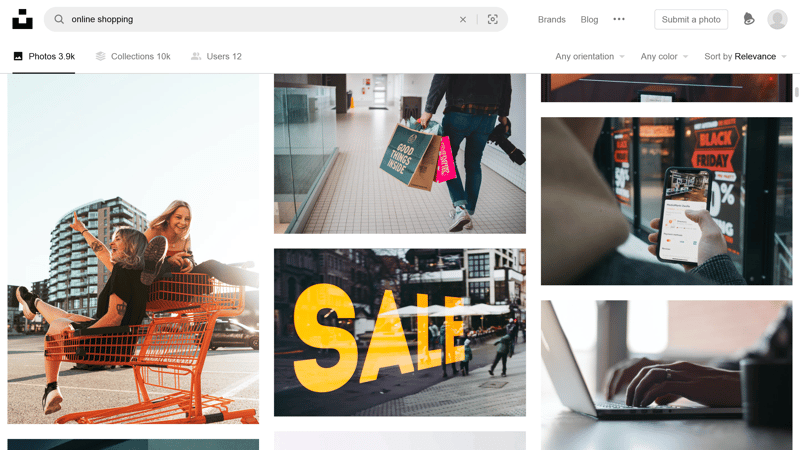 online shopping
Brands
Blog
Submit a photo
Photos 3.9k
Collections 10k
Users 12
Any orientation
Any color
Sort by Relevance
GOOD
THINGS
INSIDE
BLACK
FRIDAY
SALE